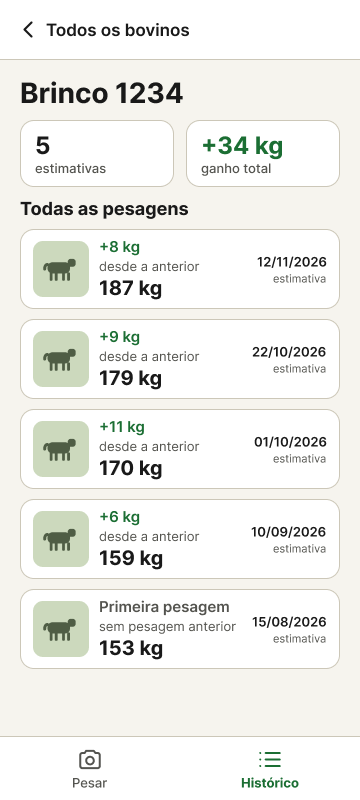 Todos os bovinos
Brinco 1234
5
estimativas
+34 kg
ganho total
Todas as pesagens
+8 kg
desde a anterior
187 kg
12/11/2026
estimativa
+9 kg
desde a anterior
179 kg
22/10/2026
estimativa
+11 kg
desde a anterior
170 kg
01/10/2026
estimativa
+6 kg
desde a anterior
159 kg
10/09/2026
estimativa
Primeira pesagem
sem pesagem anterior
153 kg
15/08/2026
estimativa
Pesar
Histórico